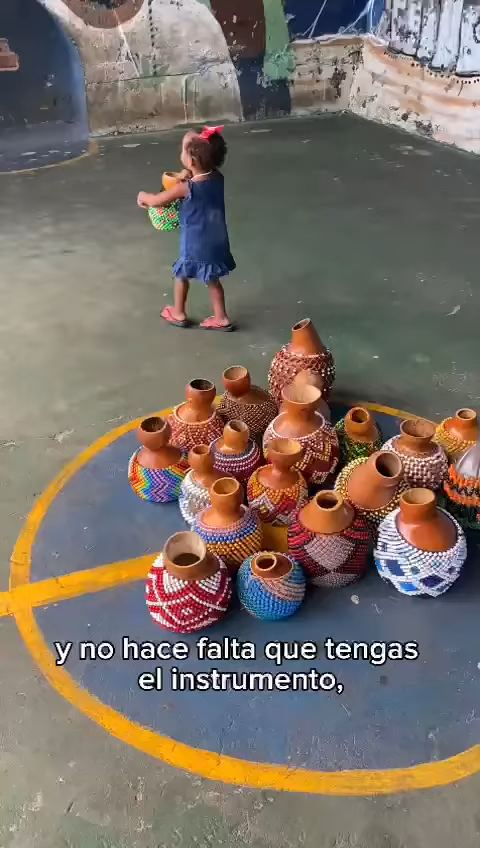 y no hace falta que tengas
el instrumento,